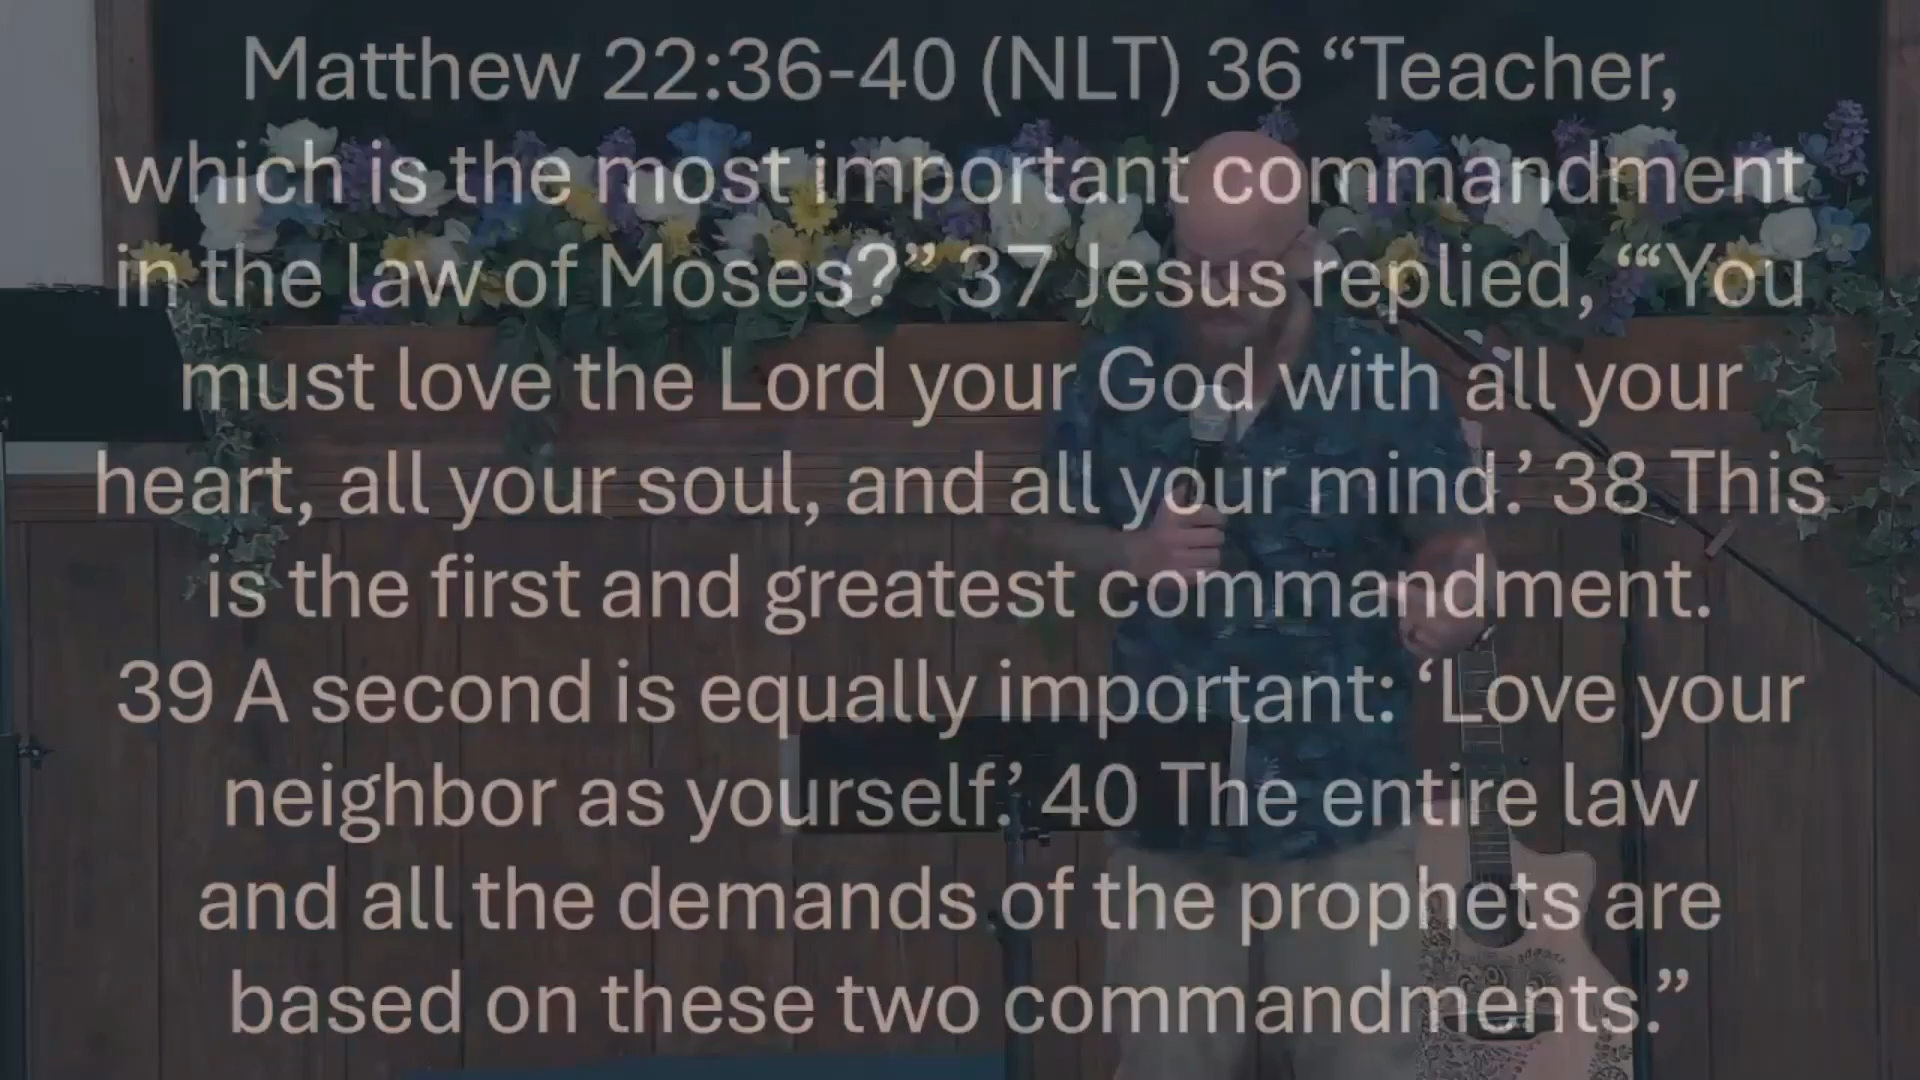 Matthew 22:36-40 (NLT) 36 “Teacher,
which is the most important commandment
in the law of Moses?” 37 Jesus replied, “‘You
must love the Lord your God with all your
heart, all your soul, and all your mind.’ 38 This
is the first and greatest commandment.
39 A second is equally important: ‘Love your
neighbor as yourself.’ 40 The entire law
and all the demands of the prophets are
based on these two commandments.”